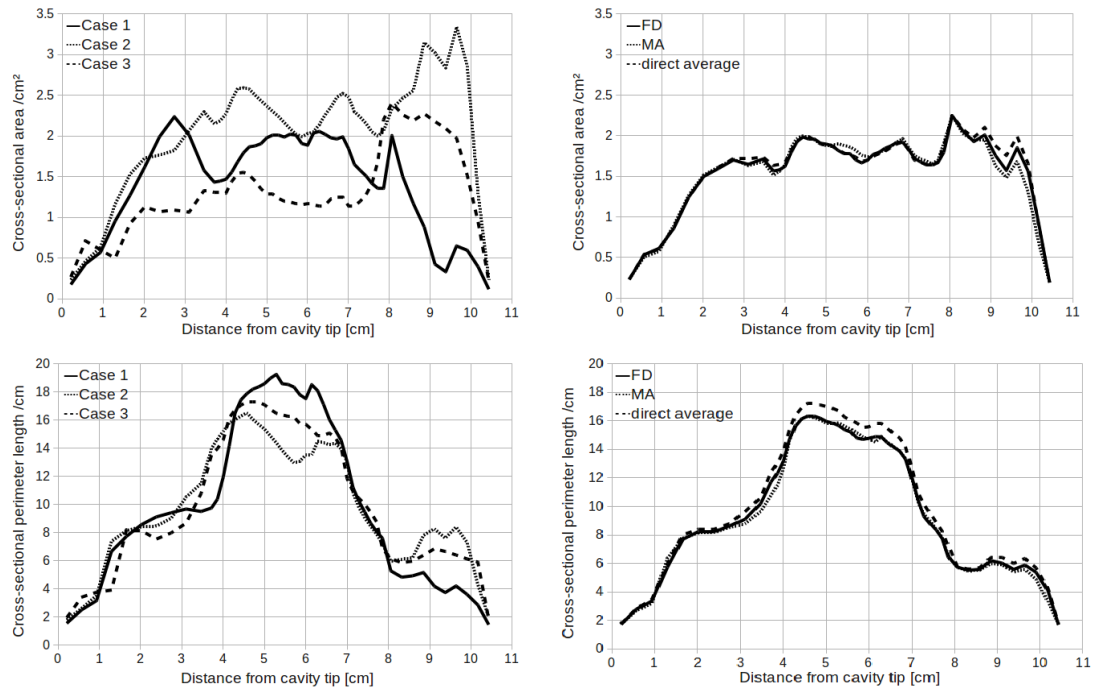 3.5
3
2.5
2
1.5
1
0.5
0
Cross-sectional area /cm²
Case 1
Case 2
Case 3
0 1 2 3 4 5 6 7 8 9 10 11
Distance from cavity tip [cm]
3.5
3
2.5
2
1.5
1
0.5
0
Cross-sectional area /cm²
FD
MA
direct average
0 1 2 3 4 5 6 7 8 9 10 11
Distance from cavity tip [cm]
20
18
16
14
12
10
8
6
4
2
0
Cross-sectional perimeter length /cm
Case 1
Case 2
Case 3
0 1 2 3 4 5 6 7 8 9 10 11
Distance from cavity tip [cm]
20
18
16
14
12
10
8
6
4
2
0
Cross-sectional perimeter length /cm
FD
MA
direct average
0 1 2 3 4 5 6 7 8 9 10 11
Distance from cavity tip [cm]